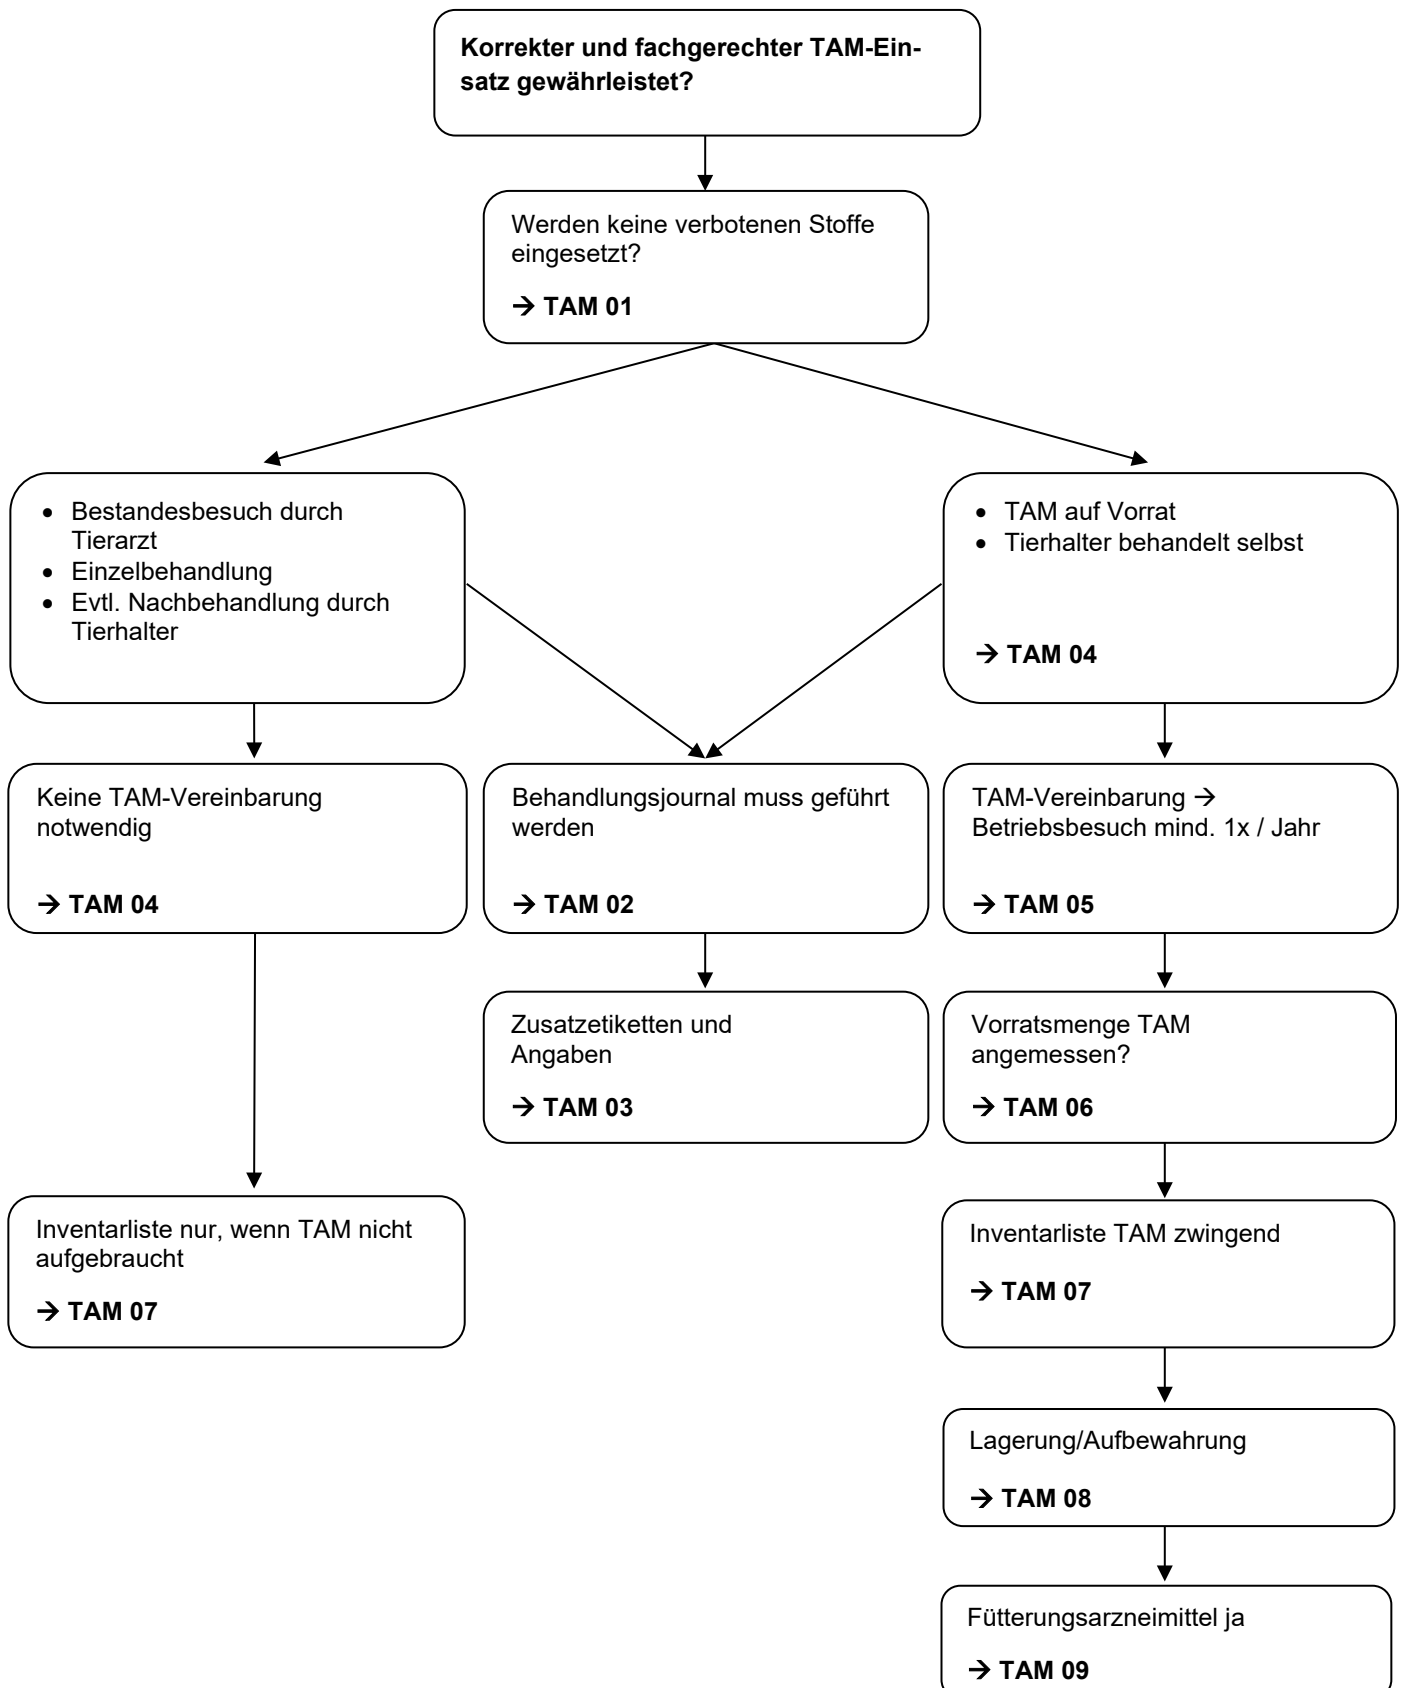 Korrekter und fachgerechter TAM-Ein-
satz gewährleistet?
Werden keine verbotenen Stoffe
eingesetzt?
→ TAM 01
• Bestandesbesuch durch
Tierarzt
• Einzelbehandlung
• Evtl. Nachbehandlung durch
Tierhalter
• TAM auf Vorrat
• Tierhalter behandelt selbst
→ TAM 04
Keine TAM-Vereinbarung
notwendig
→ TAM 04
Behandlungsjournal muss geführt
werden
→ TAM 02
TAM-Vereinbarung →
Betriebsbesuch mind. 1x / Jahr
→ TAM 05
Zusatzetiketten und
Angaben
→ TAM 03
Vorratsmenge TAM
angemessen?
→ TAM 06
Inventarliste nur, wenn TAM nicht
aufgebraucht
→ TAM 07
Inventarliste TAM zwingend
→ TAM 07
Lagerung/Aufbewahrung
→ TAM 08
Fütterungsarzneimittel ja
→ TAM 09